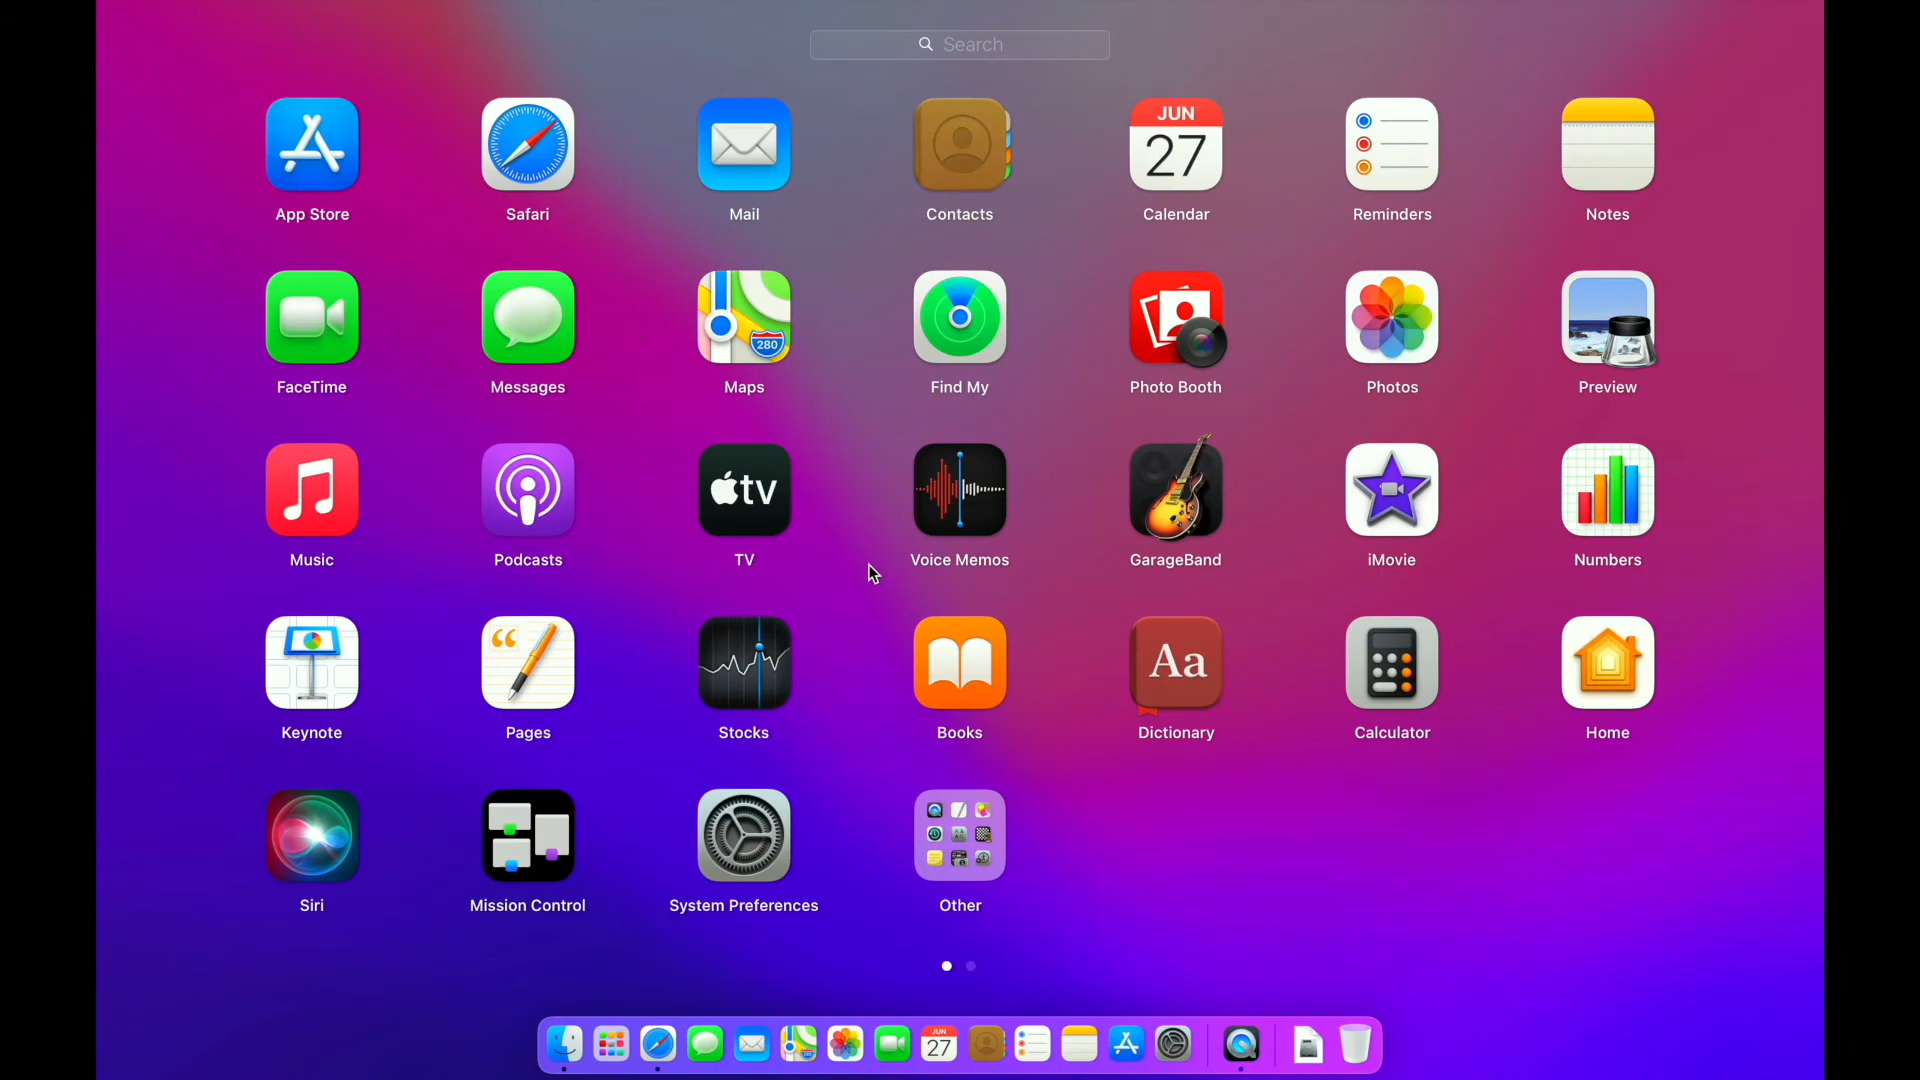 Search
App Store
Safari
Mail
Contacts
JUN
27
Calendar
Reminders
Notes
FaceTime
Messages
280
Maps
Find My
Photo Booth
Photos
Preview
Music
Podcasts
tv
TV
Voice Memos
GarageBand
iMovie
Numbers
Keynote
Pages
Stocks
Books
Aa
Dictionary
Calculator
Home
Siri
Mission Control
System Preferences
Other
JUN
27